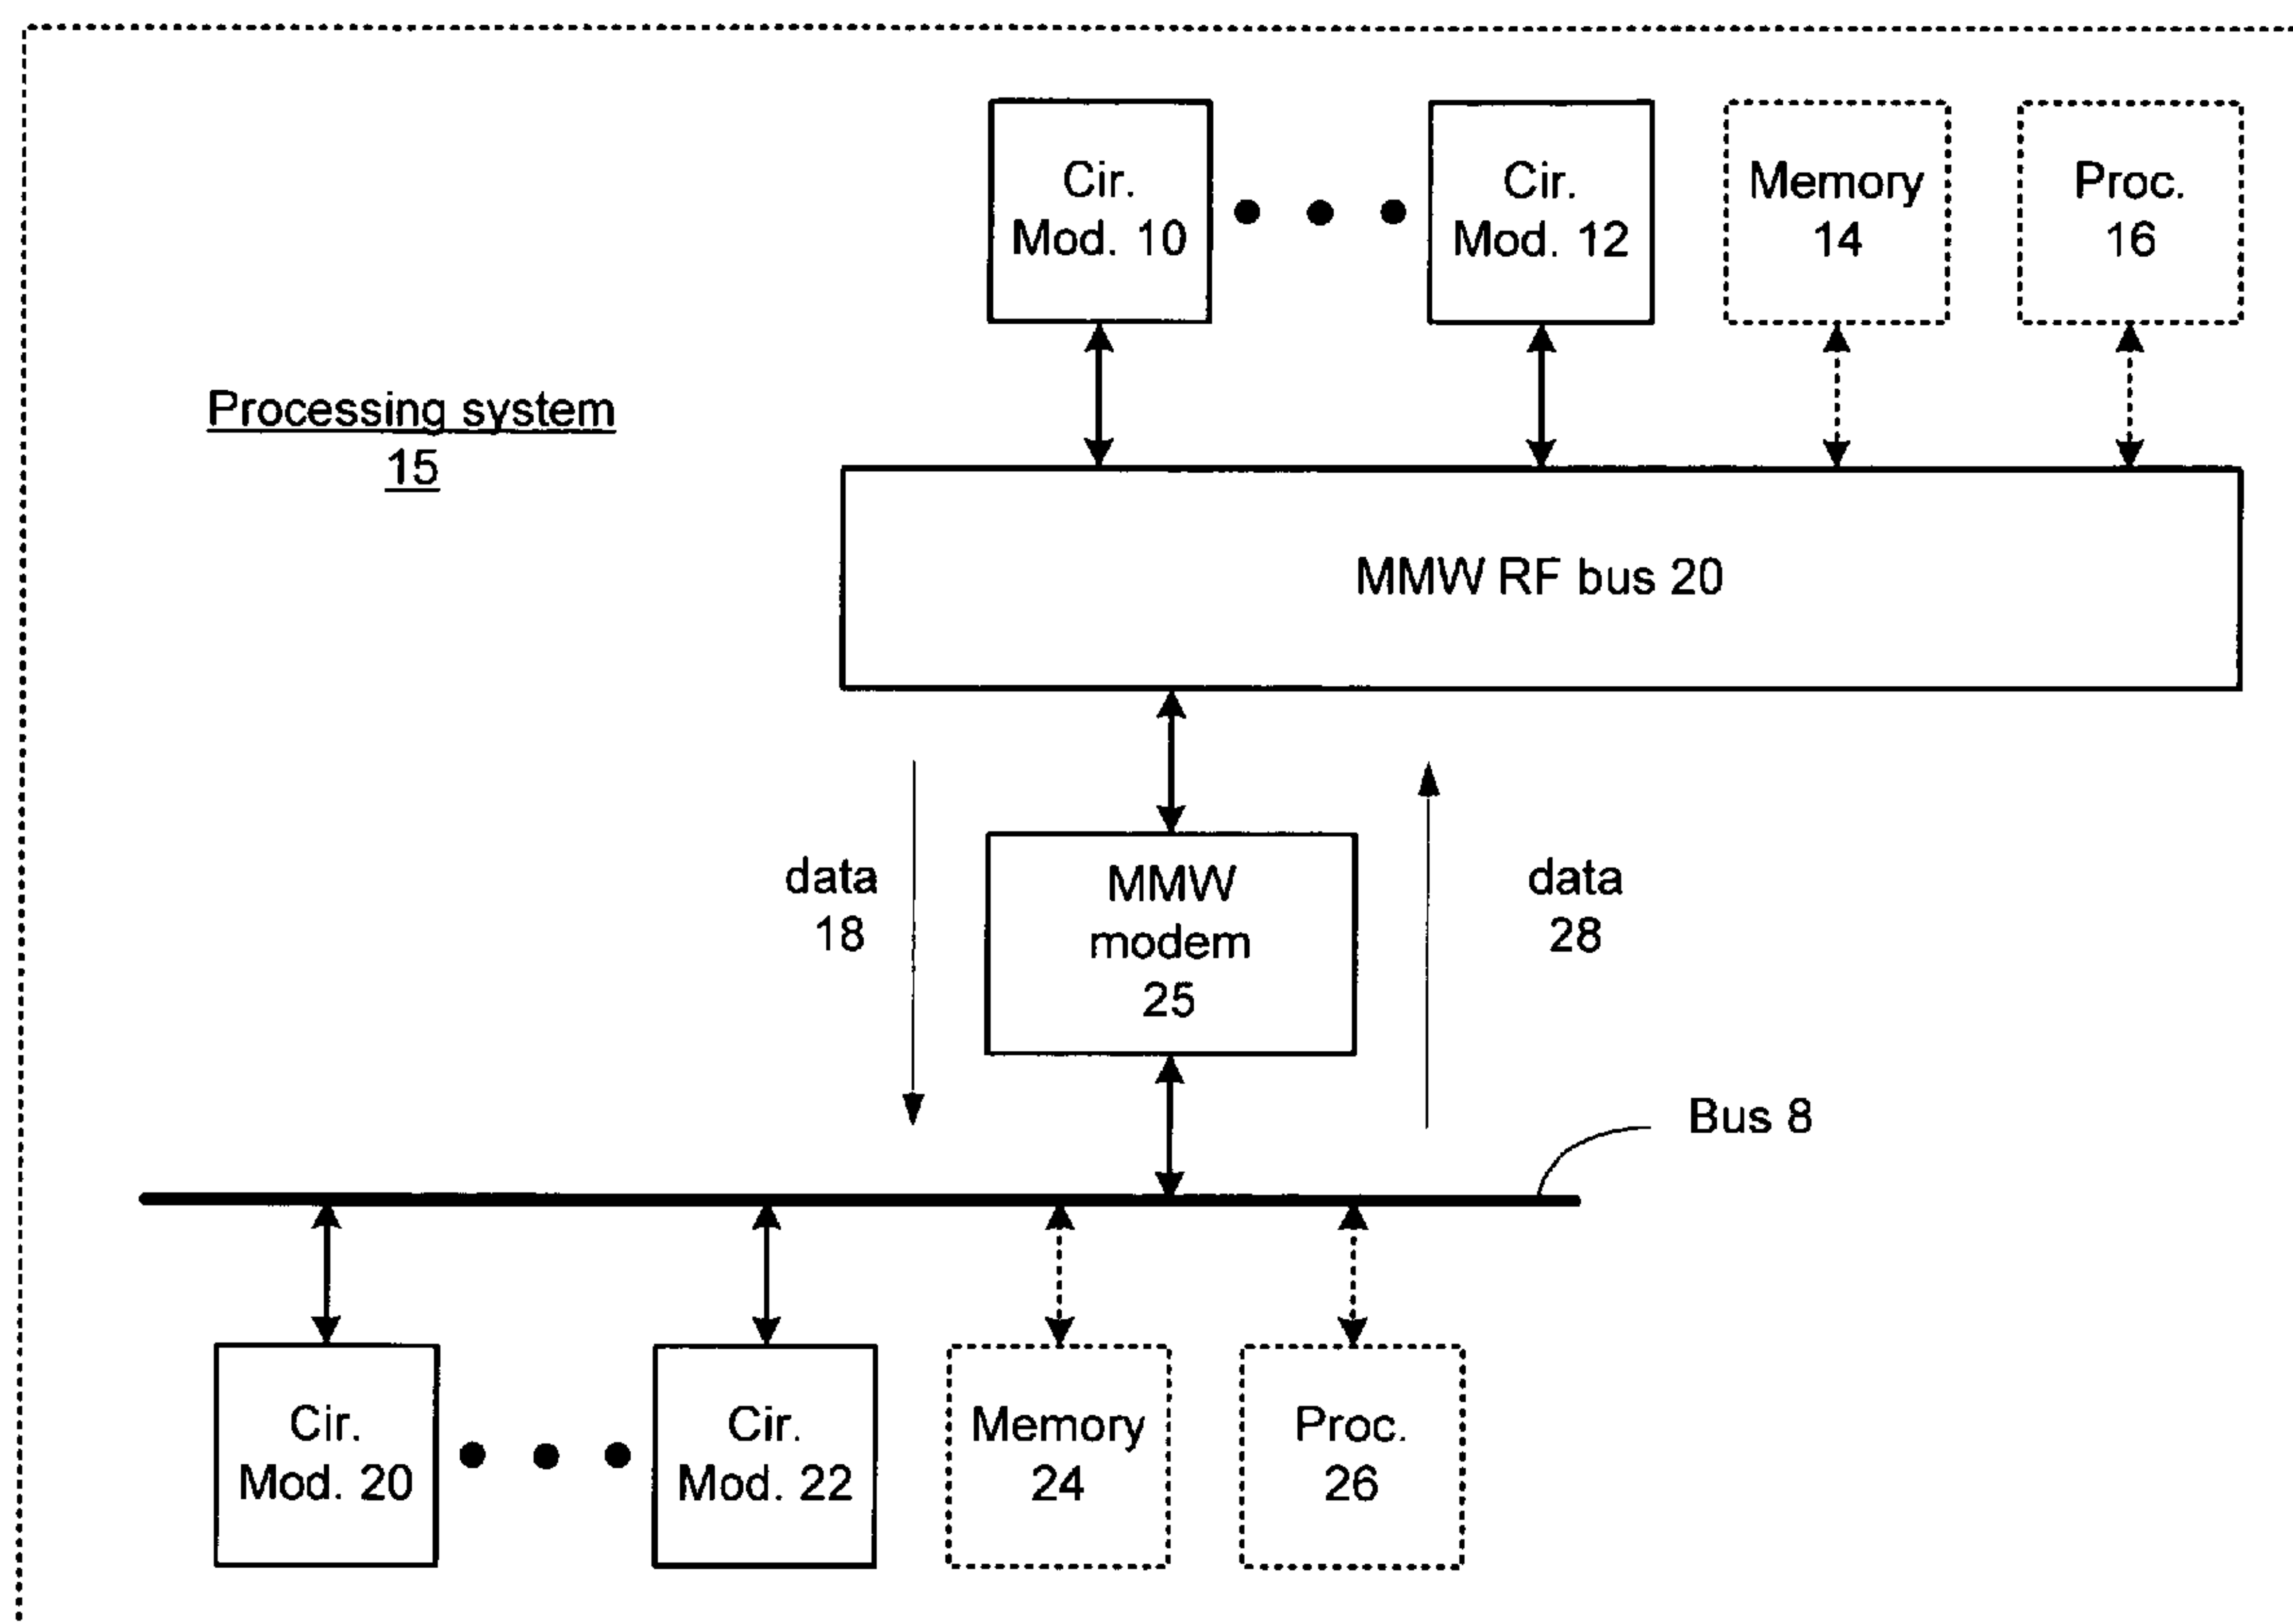 Cir.
Mod. 10
Cir.
Mod. 12
Memory
14
Proc.
16
Processing system
15
MMW RF bus 20
data
18
MMW
modem
25
data
28
Bus 8
Cir.
Mod. 20
Cir.
Mod. 22
Memory
24
Proc.
26